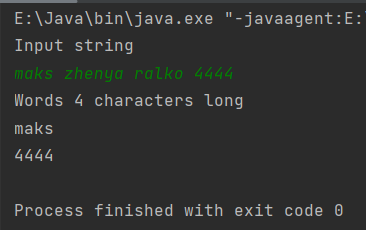 E:\Java\bin\java.exe "-javaagent:E:
Input string
maks zhenya ralko 4444
Words 4 characters long
maks
4444
Process finished with exit code 0